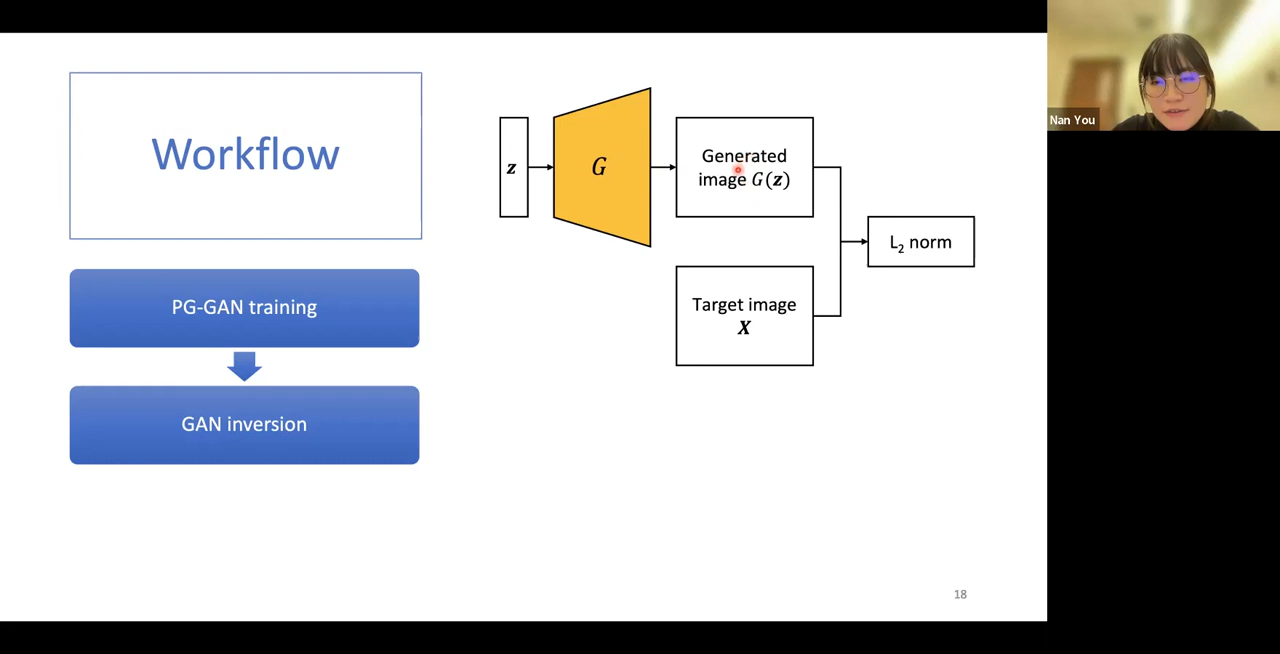 Workflow
PG-GAN training
GAN inversion
z
G
Generated
image G(z)
Target image
X
L₂ norm
18
Nan You